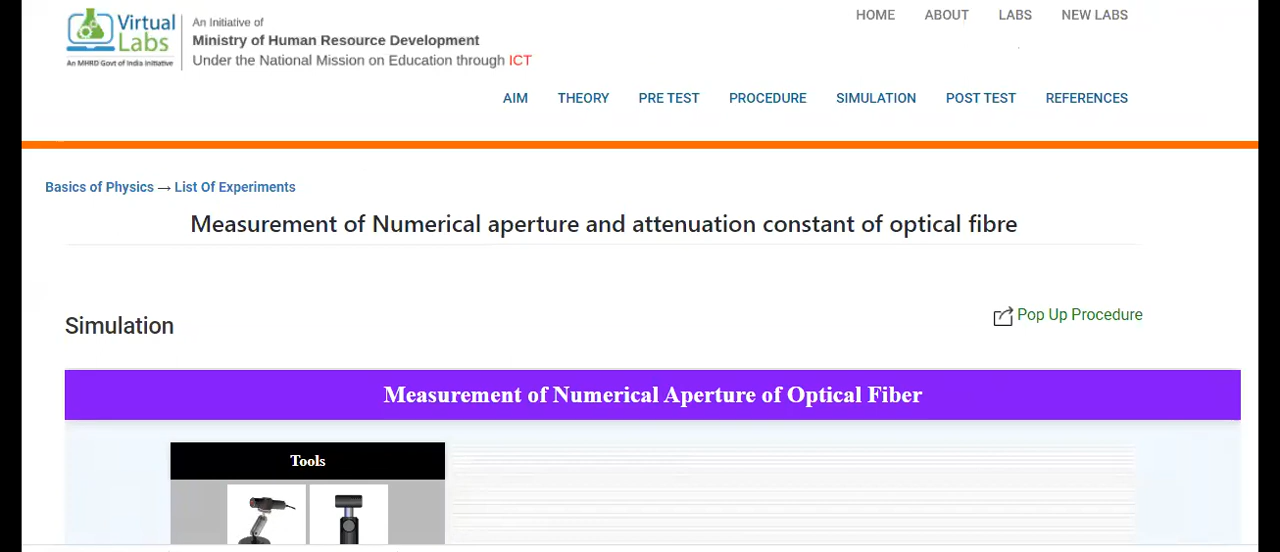 Virtual
Labs
An MHRD Govt of India Initiative
An Initiative of
Ministry of Human Resource Development
Under the National Mission on Education through ICT
HOME ABOUT LABS NEW LABS
AIM THEORY PRE TEST PROCEDURE SIMULATION POST TEST REFERENCES
Basics of Physics → List Of Experiments
Measurement of Numerical aperture and attenuation constant of optical fibre
Simulation
Pop Up Procedure
Measurement of Numerical Aperture of Optical Fiber
Tools